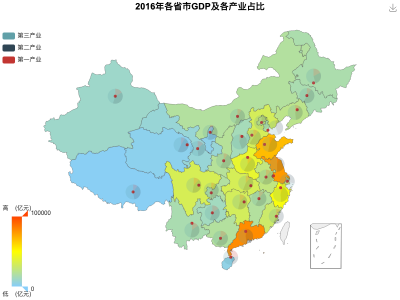 2016年各省市GDP及各产业占比
第三产业
第二产业
第一产业
高 (亿元)
100000
0
低 (亿元)